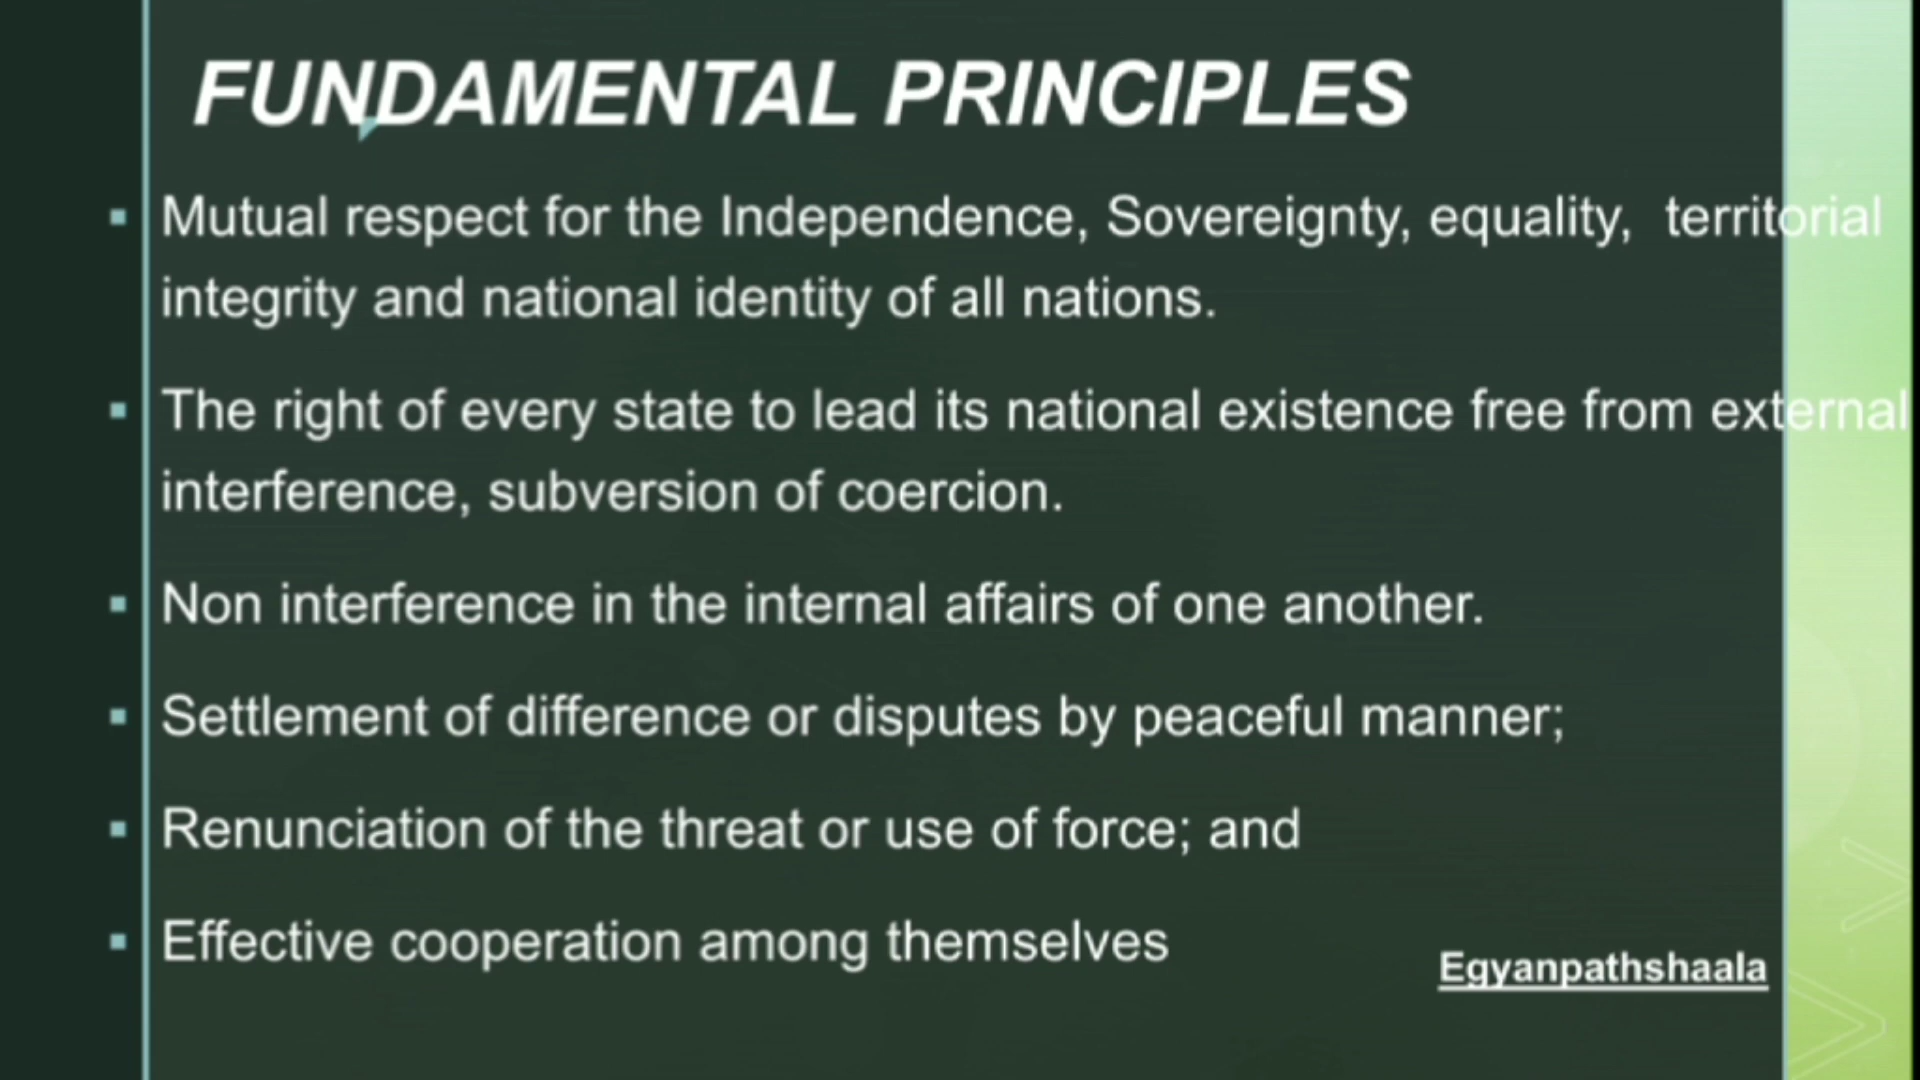 FUNDAMENTAL PRINCIPLES
Mutual respect for the Independence, Sovereignty, equality, territorial
integrity and national identity of all nations.
The right of every state to lead its national existence free from external
interference, subversion of coercion.
Non interference in the internal affairs of one another.
Settlement of difference or disputes by peaceful manner;
Renunciation of the threat or use of force; and
Effective cooperation among themselves
Egyanpathshaala